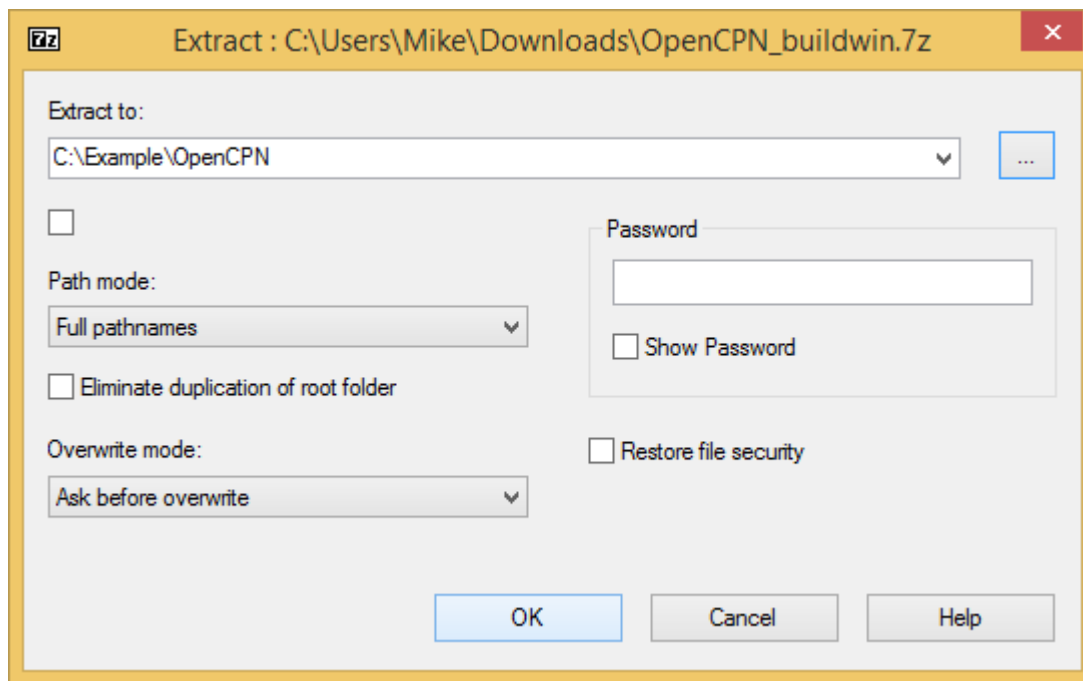 7z Extract : C:\Users\Mike\Downloads\OpenCPN_buildwin.7z
Extract to:
C:\Example\OpenCPN
...
Password
Path mode:
Full pathnames
Show Password
Eliminate duplication of root folder
Overwrite mode:
Restore file security
Ask before overwrite
OK
Cancel
Help